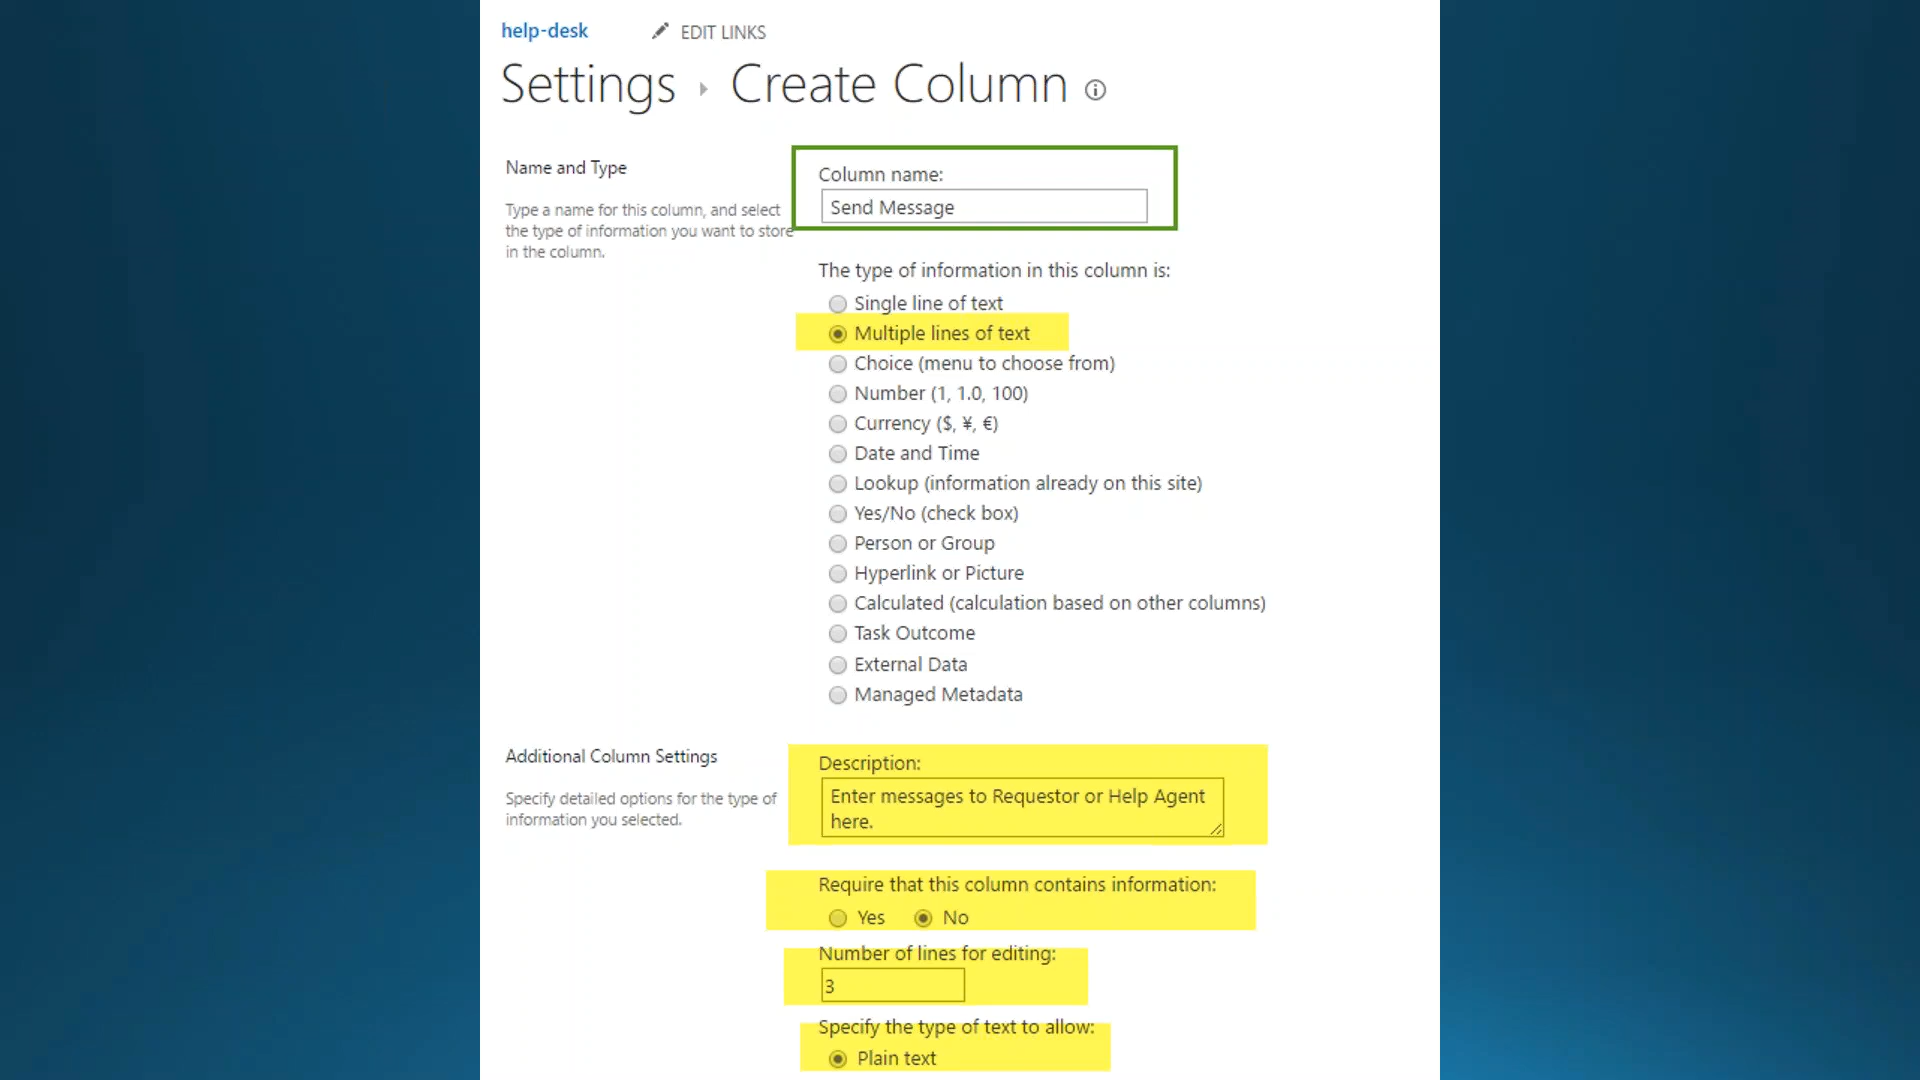 help-desk
EDIT LINKS
Settings
Create Column
Name and Type
Type a name for this column, and select
the type of information you want to store
in the column.
Column name:
Send Message
The type of information in this column is:
Single line of text
Multiple lines of text
Choice (menu to choose from)
Number (1, 1.0, 100)
Currency ($, ¥, €)
Date and Time
Lookup (information already on this site)
Yes/No (check box)
Person or Group
Hyperlink or Picture
Calculated (calculation based on other columns)
Task Outcome
External Data
Managed Metadata
Additional Column Settings
Specify detailed options for the type of
information you selected.
Description:
Enter messages to Requestor or Help Agent
here.
Require that this column contains information:
Yes
No
Number of lines for editing:
3
Specify the type of text to allow:
Plain text